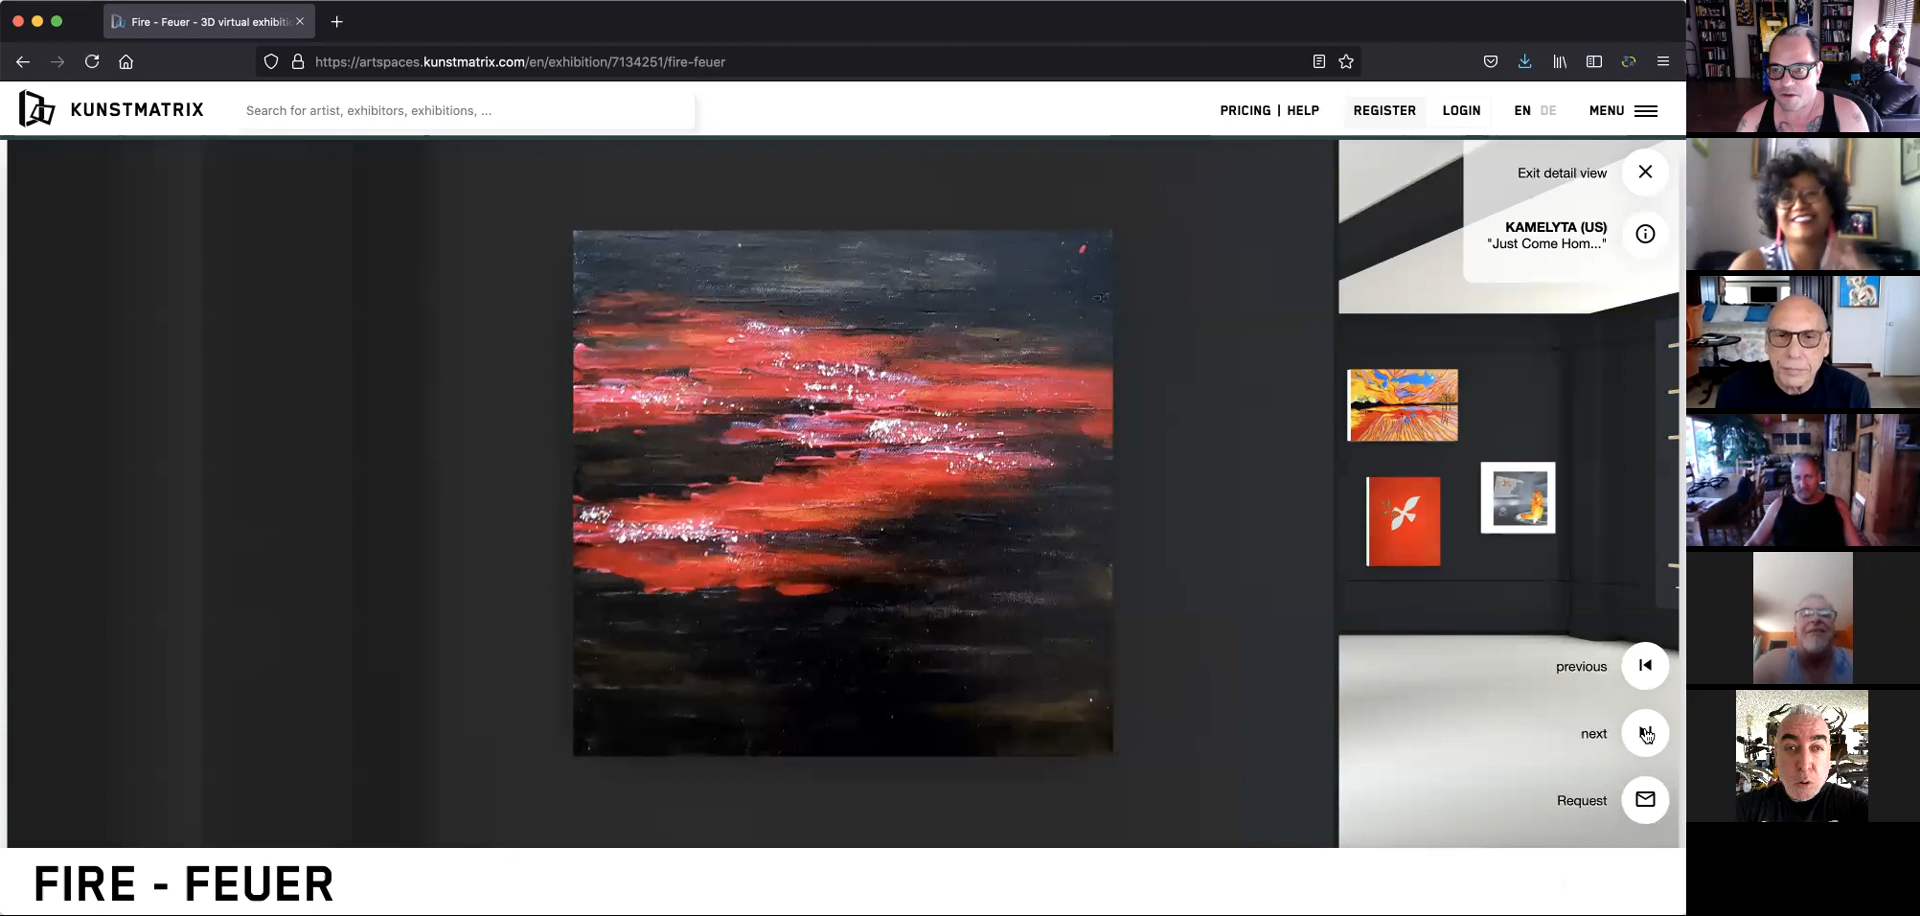 Fire - Feuer - 3D virtual exhibitio
https://artspaces.kunstmatrix.com/en/exhibition/7134251/fire-feuer
KUNSTMATRIX
Search for artist, exhibitors, exhibitions, ...
PRICING | HELP
REGISTER
LOGIN
EN DE
MENU
Exit detail view
KAMELYTA (US)
"Just Come Hom..."
previous
next
Request
FIRE - FEUER